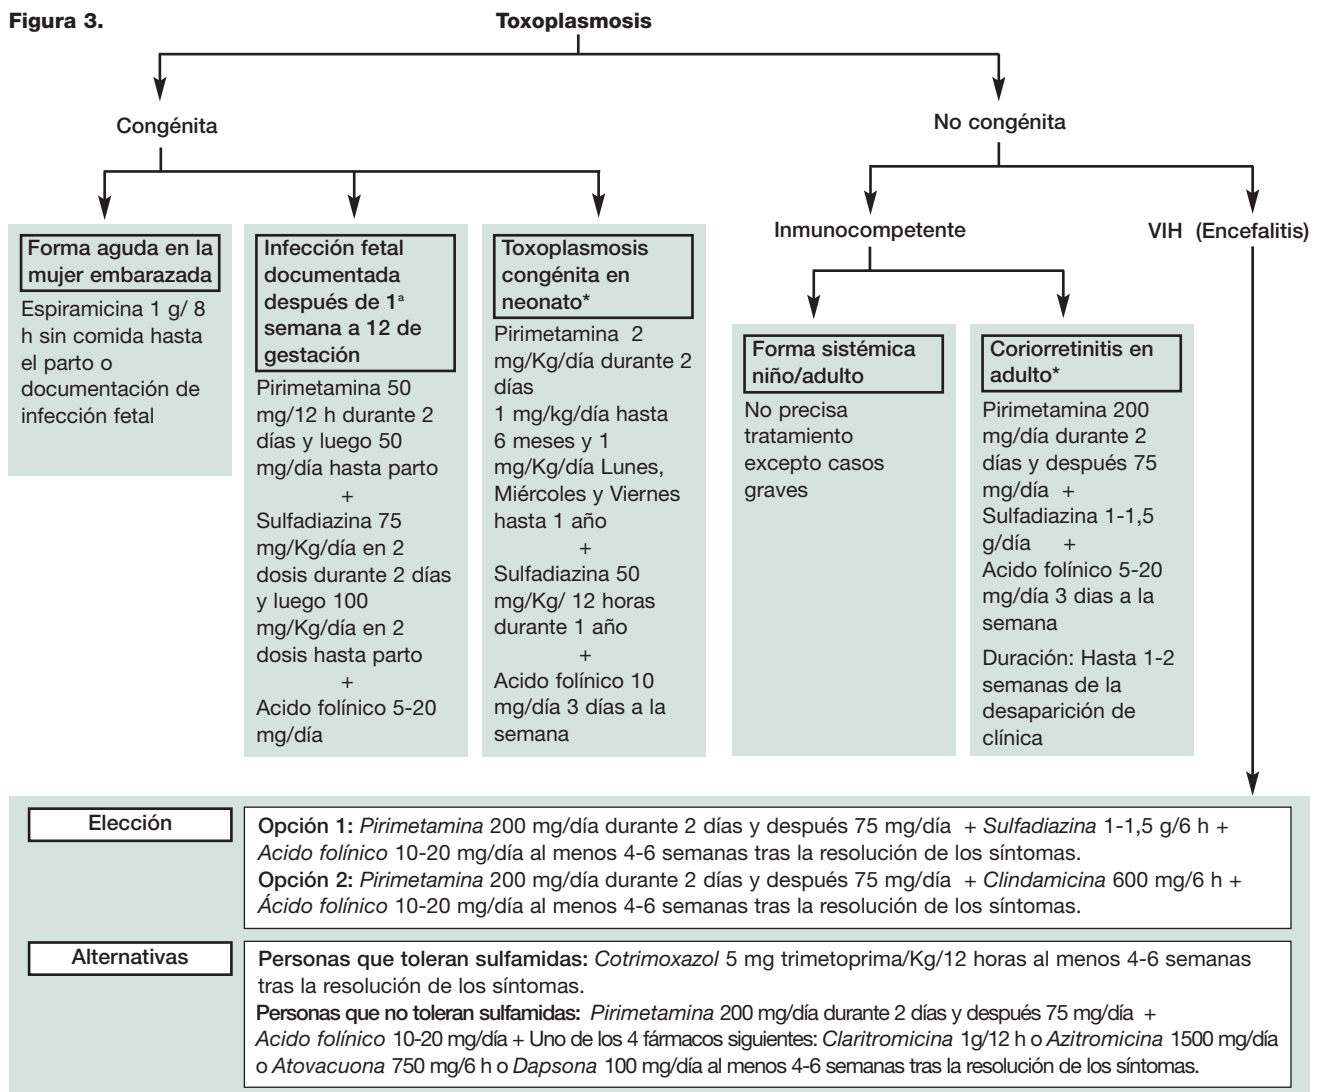 Figura 3.
Toxoplasmosis
Congénita
No congénita
Forma aguda en la
mujer embarazada
Espiramicina 1 g/ 8
h sin comida hasta
el parto o
documentación de
infección fetal
Infección fetal
documentada
después de 1ª
semana a 12 de
gestación
Pirimetamina 50
mg/12 h durante 2
días y luego 50
mg/día hasta parto
+
Sulfadiazina 75
mg/Kg/día en 2
dosis durante 2 días
y luego 100
mg/Kg/día en 2
dosis hasta parto
+
Acido folínico 5-20
mg/día
Toxoplasmosis
congénita en
neonato*
Pirimetamina 2
mg/Kg/día durante 2
días
1 mg/kg/día hasta
6 meses y 1
mg/Kg/día Lunes,
Miércoles y Viernes
hasta 1 año
+
Sulfadiazina 50
mg/Kg/ 12 horas
durante 1 año
+
Acido folínico 10
mg/día 3 días a la
semana
Inmunocompetente
VIH (Encefalitis)
Forma sistémica
niño/adulto
No precisa
tratamiento
excepto casos
graves
Coriorretinitis en
adulto*
Pirimetamina 200
mg/día durante 2
días y después 75
mg/día +
Sulfadiazina 1-1,5
g/día +
Acido folínico 5-20
mg/día 3 dias a la
semana
Duración: Hasta 1-2
semanas de la
desaparición de
clínica
Elección
Opción 1: Pirimetamina 200 mg/día durante 2 días y después 75 mg/día + Sulfadiazina 1-1,5 g/6 h +
Acido folínico 10-20 mg/día al menos 4-6 semanas tras la resolución de los síntomas.
Opción 2: Pirimetamina 200 mg/día durante 2 días y después 75 mg/día + Clindamicina 600 mg/6 h +
Ácido folínico 10-20 mg/día al menos 4-6 semanas tras la resolución de los síntomas.
Alternativas
Personas que toleran sulfamidas: Cotrimoxazol 5 mg trimetoprima/Kg/12 horas al menos 4-6 semanas
tras la resolución de los síntomas.
Personas que no toleran sulfamidas: Pirimetamina 200 mg/día durante 2 días y después 75 mg/día +
Acido folínico 10-20 mg/día + Uno de los 4 fármacos siguientes: Claritromicina 1g/12 h o Azitromicina 1500 mg/día
o Atovacuona 750 mg/6 h o Dapsona 100 mg/día al menos 4-6 semanas tras la resolución de los síntomas.